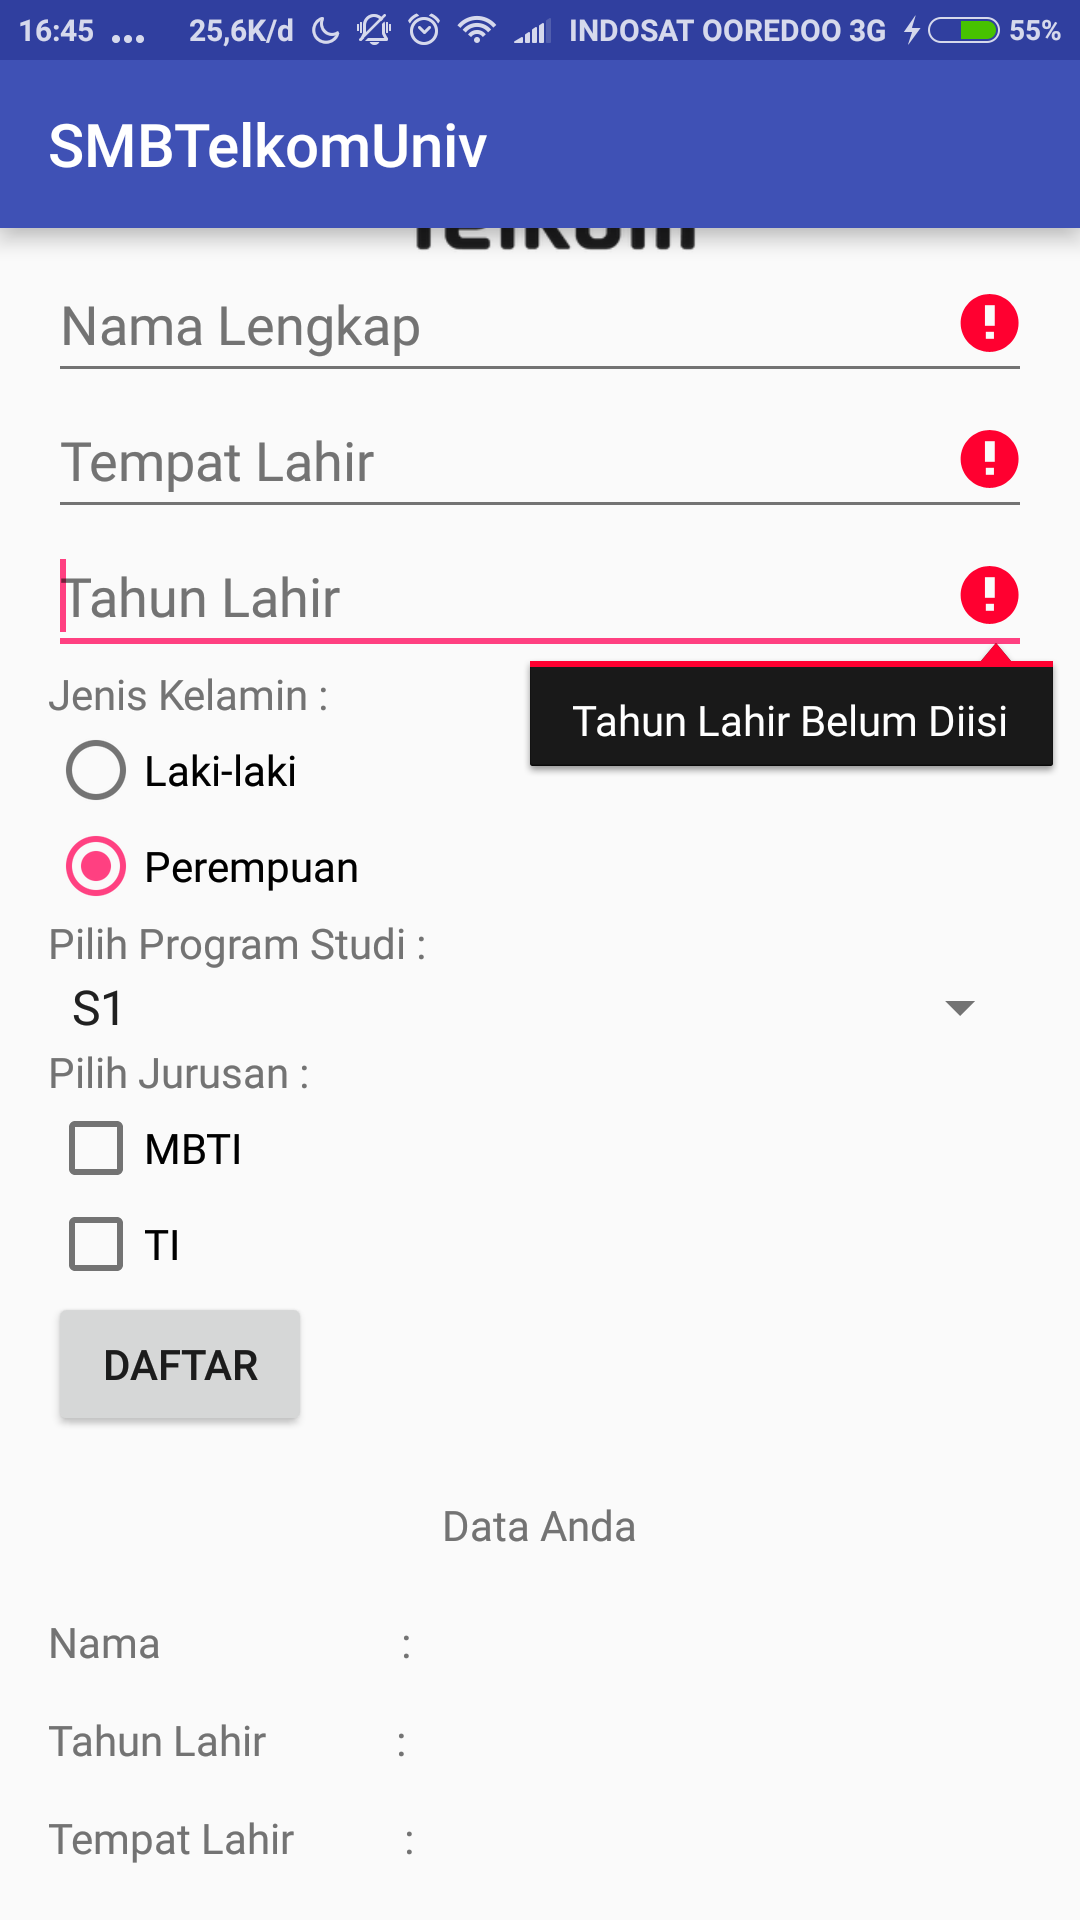 16:45 ... 25,6K/d INDOSAT OOREDOO 3G 55%
SMBTelkomUniv
Telkom
Nama Lengkap
Tempat Lahir
Tahun Lahir
Tahun Lahir Belum Diisi
Jenis Kelamin :
Laki-laki
Perempuan
Pilih Program Studi :
S1
Pilih Jurusan :
MBTI
TI
DAFTAR
Data Anda
Nama :
Tahun Lahir :
Tempat Lahir :